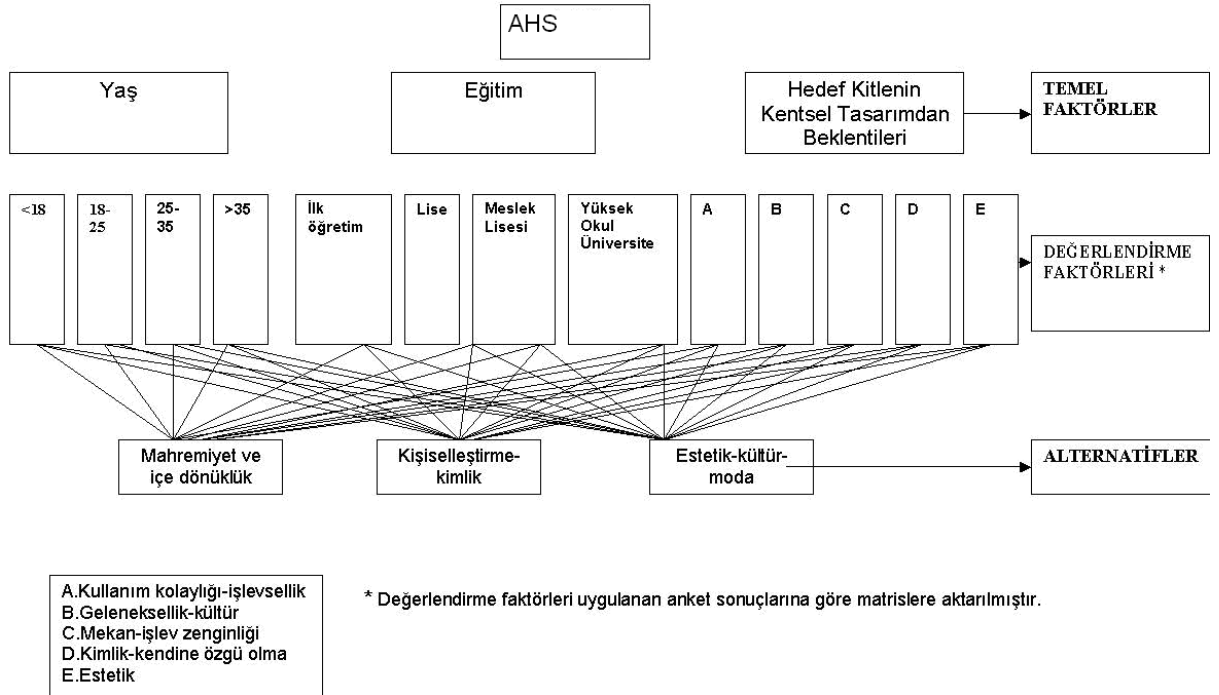 AHS
Yaş
Eğitim
Hedef Kitlenin
Kentsel Tasarımdan
Beklentileri
TEMEL
FAKTÖRLER
<18
18-
25
25-
35
>35
İlk
öğretim
Lise
Meslek
Lisesi
Yüksek
Okul
Üniversite
A
B
C
D
E
DEĞERLENDİRME
FAKTÖRLERİ *
Mahremiyet ve
içe dönüklük
Kişiselleştirme-
kimlik
Estetik-kültür-
moda
ALTERNATİFLER
A.Kullanım kolaylığı-işlevsellik
B.Geleneksellik-kültür
C.Mekan-işlev zenginliği
D.Kimlik-kendine özgü olma
E.Estetik
* Değerlendirme faktörleri uygulanan anket sonuçlarına göre matrislere aktarılmıştır.